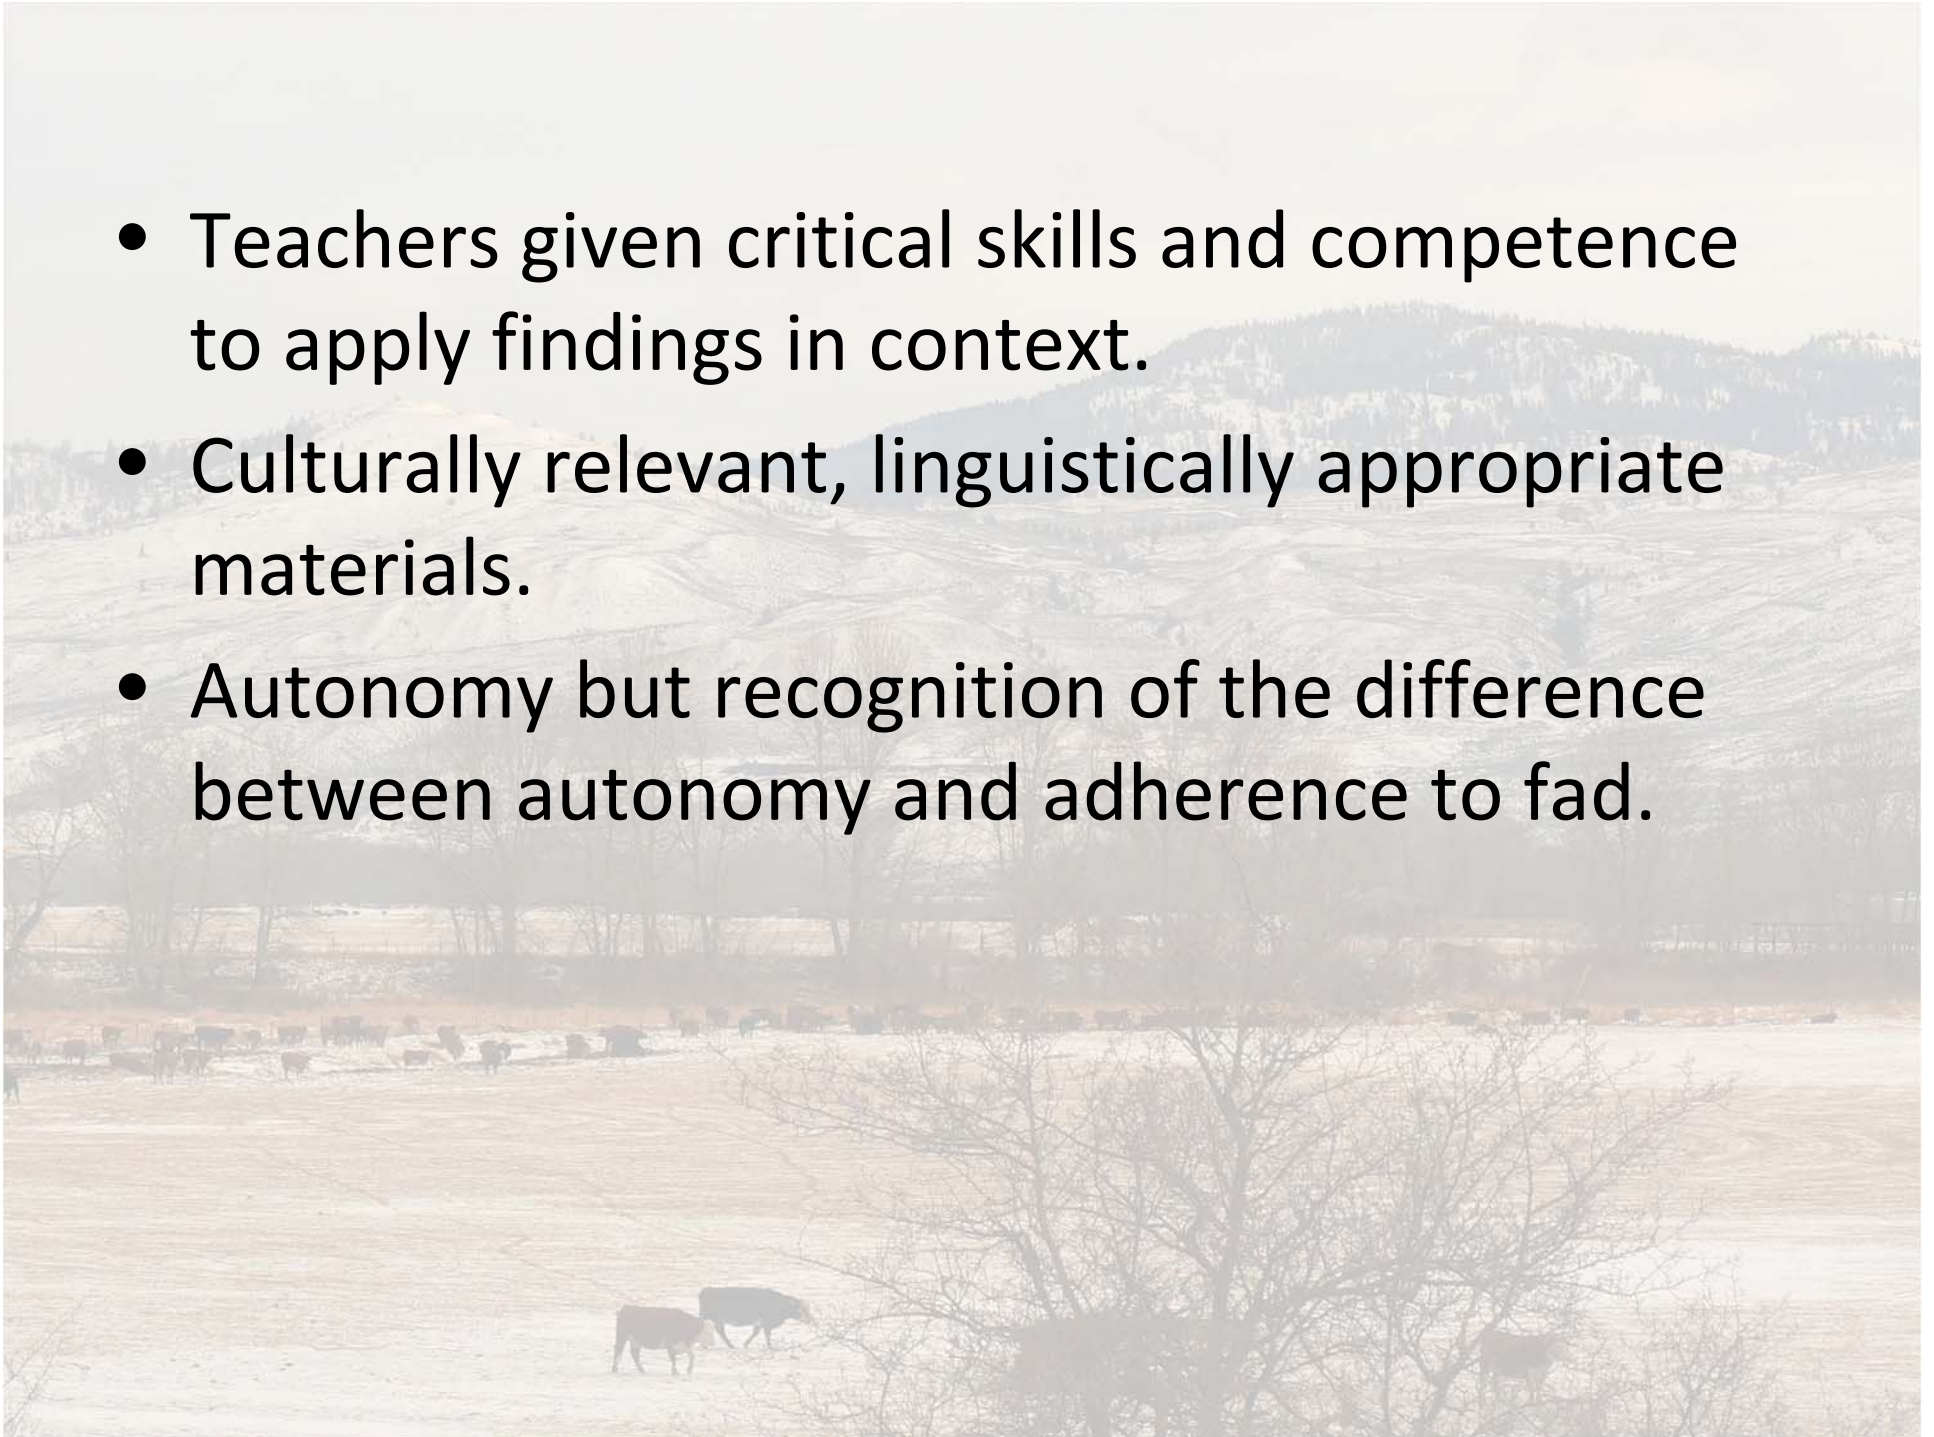 • Teachers given critical skills and competence
to apply findings in context.
• Culturally relevant, linguistically appropriate
materials.
• Autonomy but recognition of the difference
between autonomy and adherence to fad.